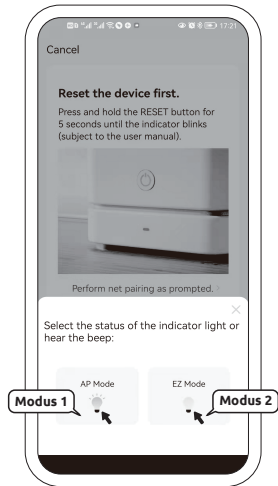 17:21
Cancel
Reset the device first.
Press and hold the RESET button for
5 seconds until the indicator blinks
(subject to the user manual).
Perform net pairing as prompted.
Select the status of the indicator light or
hear the beep:
AP Mode
EZ Mode
Modus 1
Modus 2